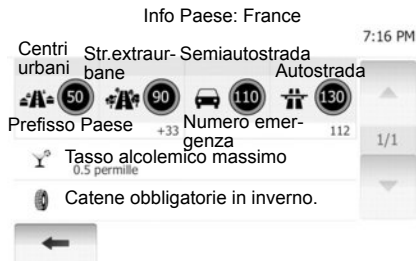 Info Paese: France
7:16 PM
Centri urbani
Str.extraur-bane
Semiautostrada
Autostrada
50
90
110
130
Prefisso Paese
+33
Numero emer-genza
112
1/1
Tasso alcolemico massimo
0.5 permille
Catene obbligatorie in inverno.